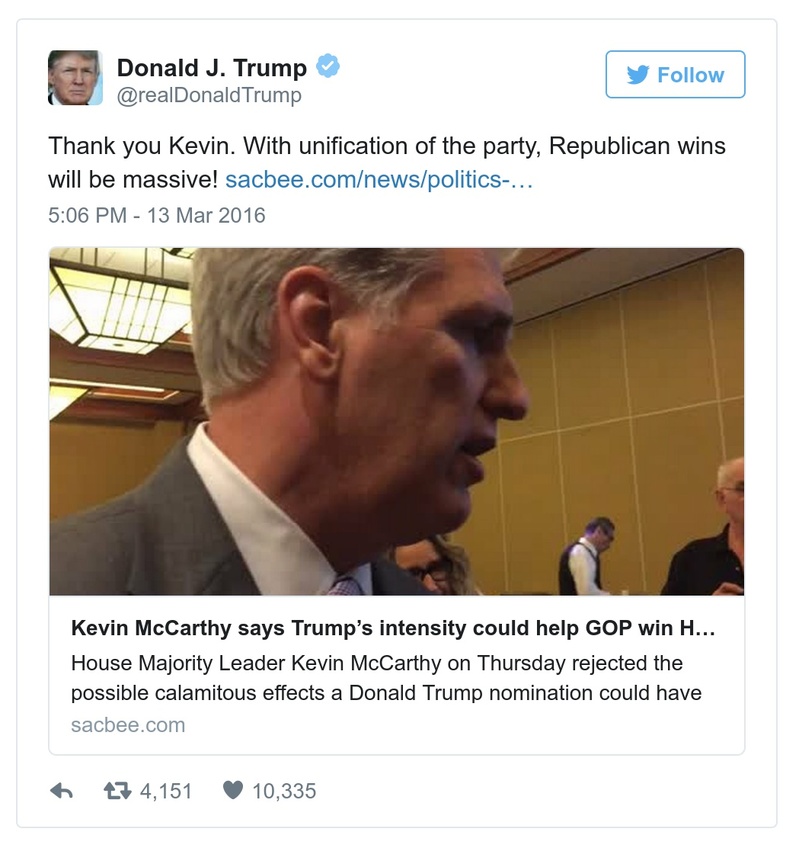 Donald J. Trump
@realDonaldTrump
Follow
Thank you Kevin. With unification of the party, Republican wins
will be massive! sacbee.com/news/politics-…
5:06 PM - 13 Mar 2016
Kevin McCarthy says Trump’s intensity could help GOP win H…
House Majority Leader Kevin McCarthy on Thursday rejected the
possible calamitous effects a Donald Trump nomination could have
sacbee.com
4,151 10,335